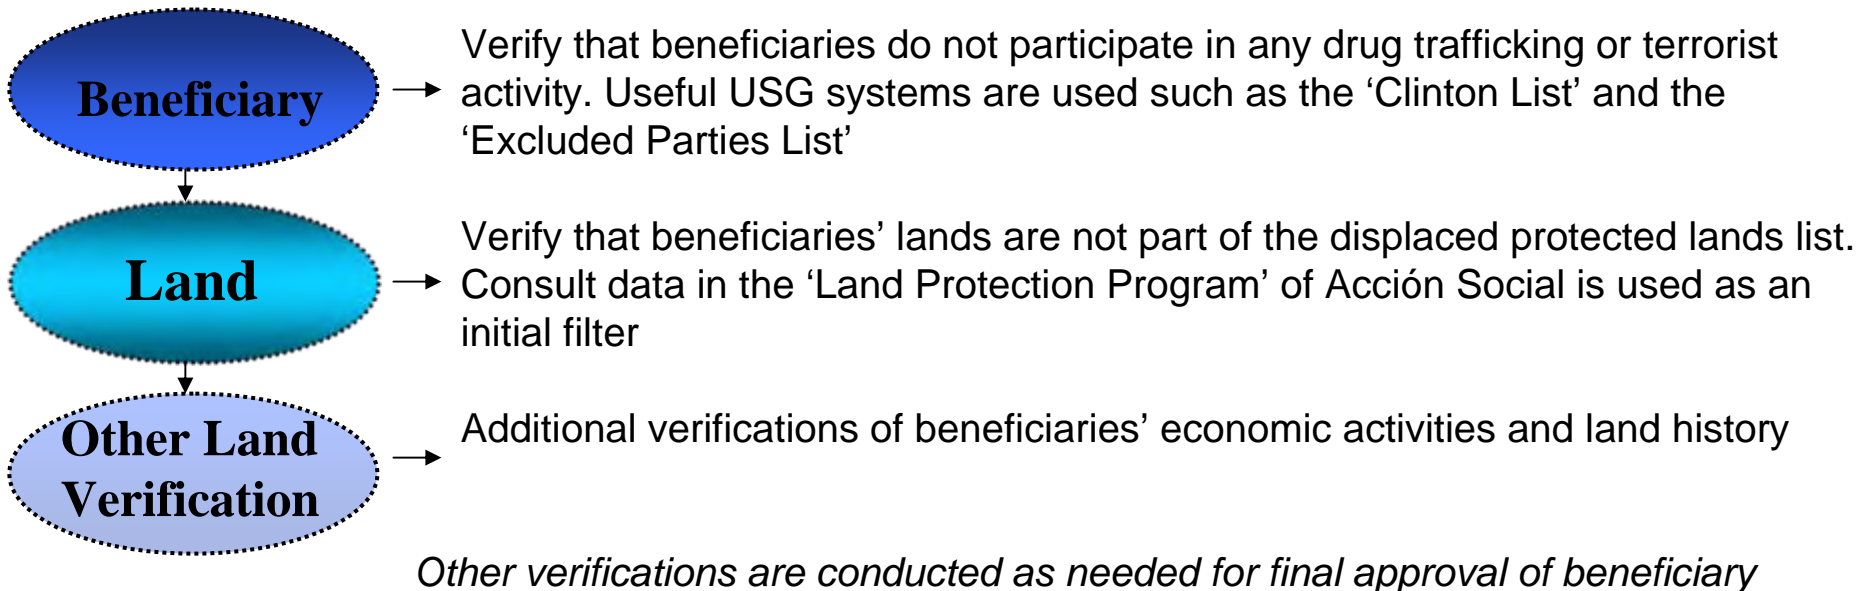 Beneficiary
Verify that beneficiaries do not participate in any drug trafficking or terrorist
activity. Useful USG systems are used such as the ‘Clinton List’ and the
‘Excluded Parties List’
Land
Verify that beneficiaries’ lands are not part of the displaced protected lands list.
Consult data in the ‘Land Protection Program’ of Acción Social is used as an
initial filter
Other Land
Verification
Additional verifications of beneficiaries’ economic activities and land history
Other verifications are conducted as needed for final approval of beneficiary